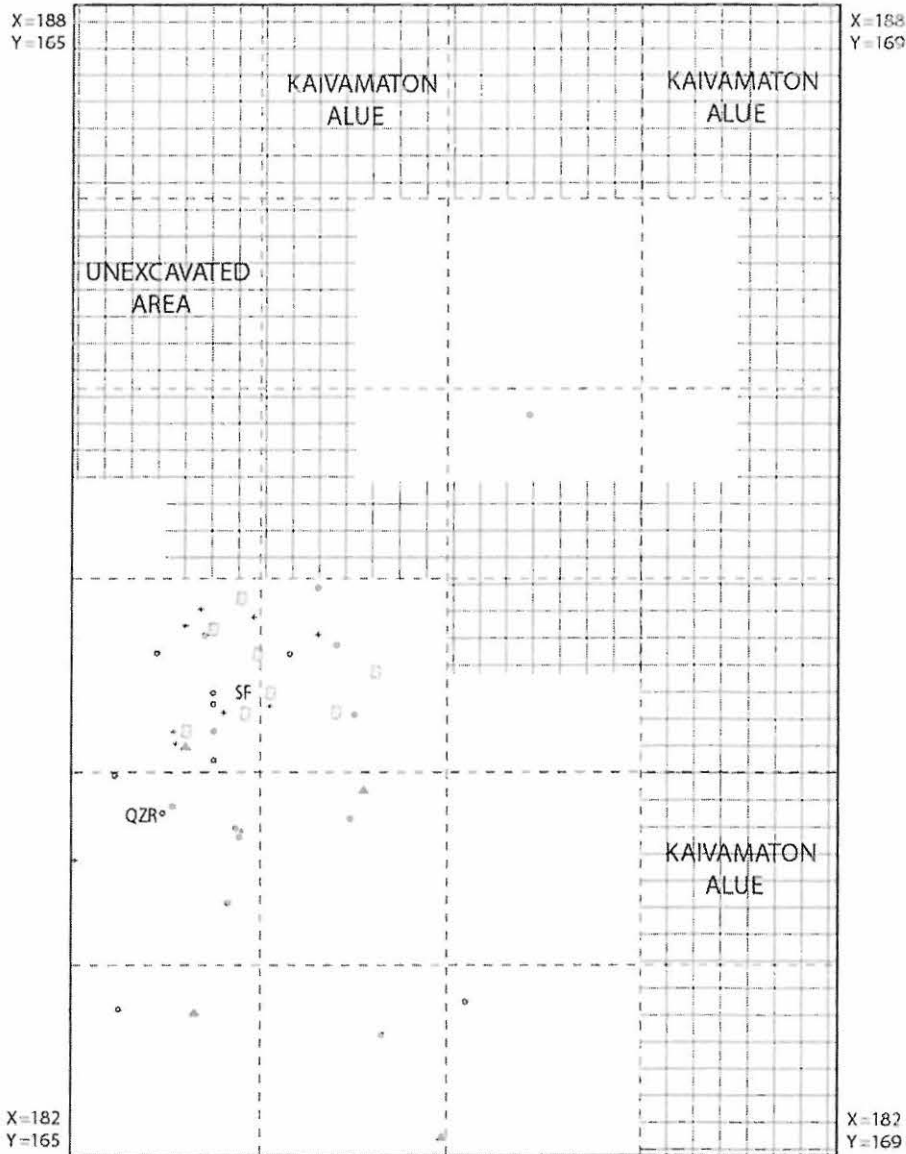 X=188
Y=165
X=188
Y=169
KAIVAMATON
ALUE
KAIVAMATON
ALUE
UNEXCAVATED
AREA
SF
QZR
KAIVAMATON
ALUE
X=182
Y=165
X=182
Y=169